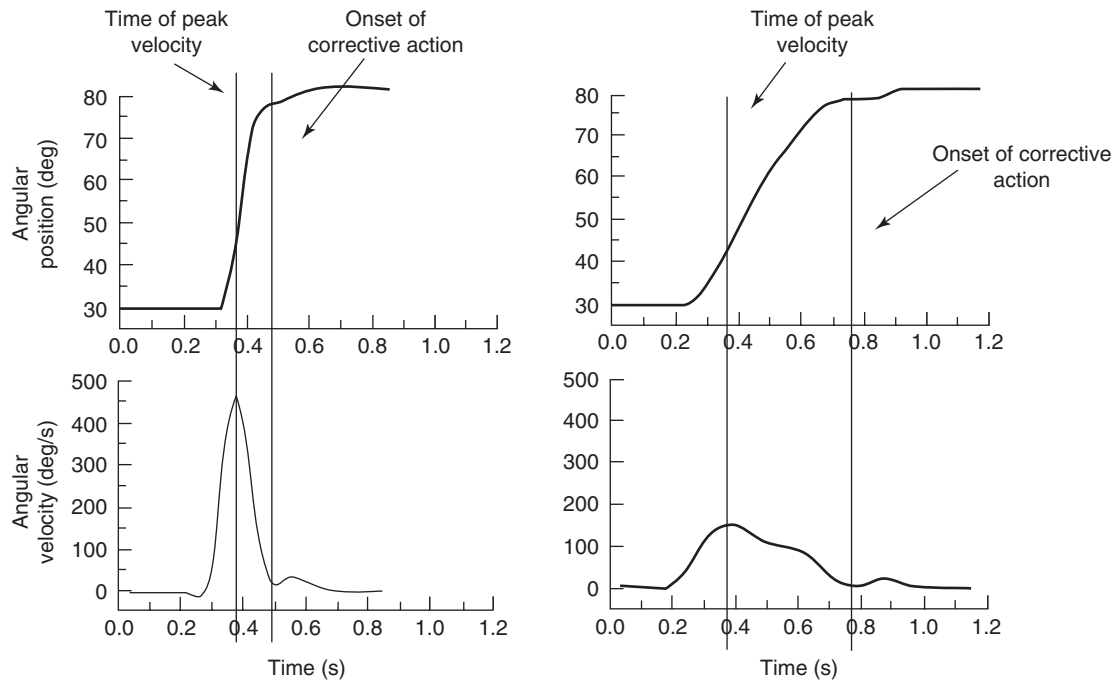 Time of peak
velocity
Onset of
corrective action
Angular
position (deg)
80
70
60
50
40
30
0.0 0.2 0.4 0.6 0.8 1.0 1.2
Angular
velocity (deg/s)
500
400
300
200
100
0
0.0 0.2 0.4 0.6 0.8 1.0 1.2
Time (s)
Time of peak
velocity
Onset of corrective
action
80
70
60
50
40
30
0.0 0.2 0.4 0.6 0.8 1.0 1.2
500
400
300
200
100
0
0.0 0.2 0.4 0.6 0.8 1.0 1.2
Time (s)